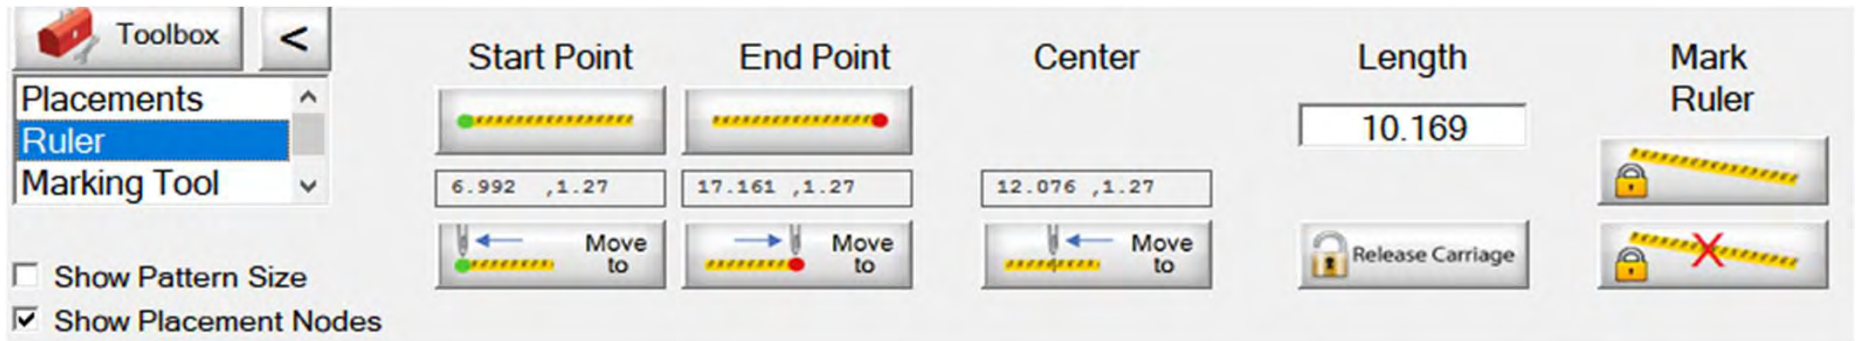 Toolbox
<
Placements
Ruler
Marking Tool
Show Pattern Size
Show Placement Nodes
Start Point
6.992 ,1.27
Move
to
End Point
17.161 ,1.27
Move
to
Center
12.076 ,1.27
Move
to
Length
10.169
Release Carriage
Mark
Ruler